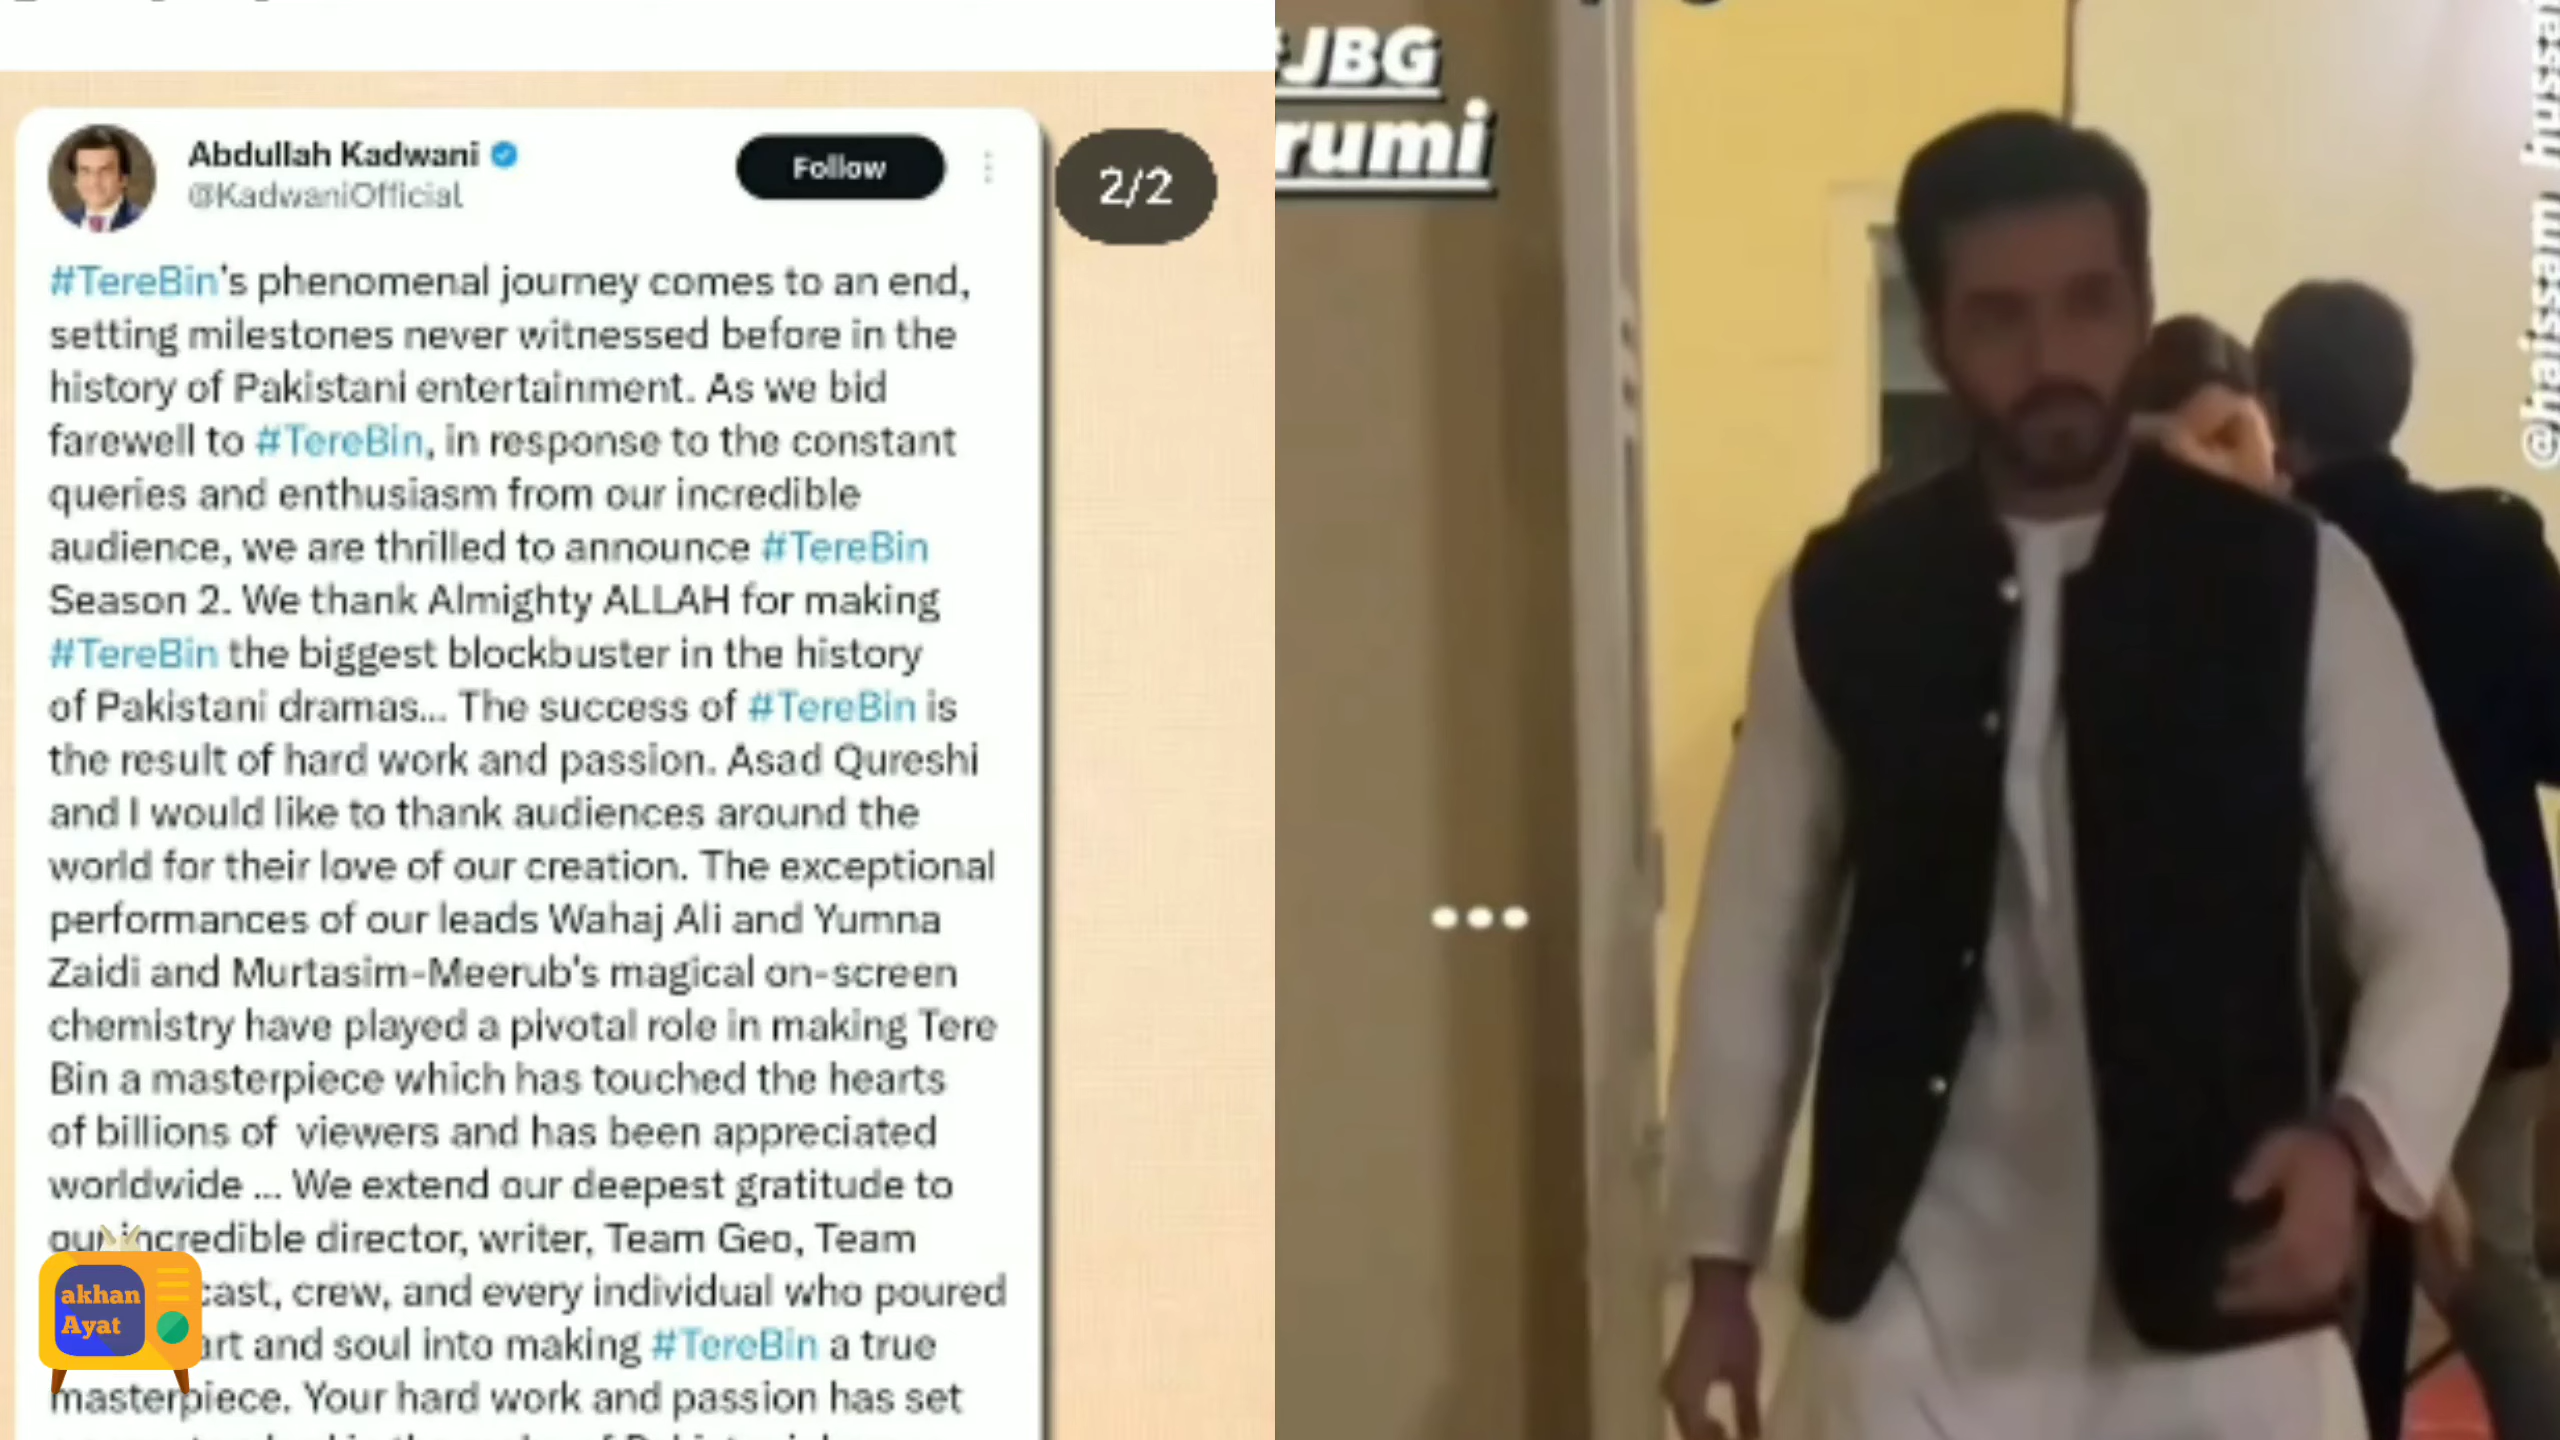 Abdullah Kadwani
@KadwaniOfficial
Follow
2/2
#TereBin's phenomenal journey comes to an end,
setting milestones never witnessed before in the
history of Pakistani entertainment. As we bid
farewell to #TereBin, in response to the constant
queries and enthusiasm from our incredible
audience, we are thrilled to announce #TereBin
Season 2. We thank Almighty ALLAH for making
#TereBin the biggest blockbuster in the history
of Pakistani dramas... The success of #TereBin is
the result of hard work and passion. Asad Qureshi
and I would like to thank audiences around the
world for their love of our creation. The exceptional
performances of our leads Wahaj Ali and Yumna
Zaidi and Murtasim-Meerub's magical on-screen
chemistry have played a pivotal role in making Tere
Bin a masterpiece which has touched the hearts
of billions of viewers and has been appreciated
worldwide ... We extend our deepest gratitude to
our incredible director, writer, Team Geo, Team
cast, crew, and every individual who poured
art and soul into making #TereBin a true
masterpiece. Your hard work and passion has set
akhan
Ayat
#JBG
rumi
@haissam_hussa